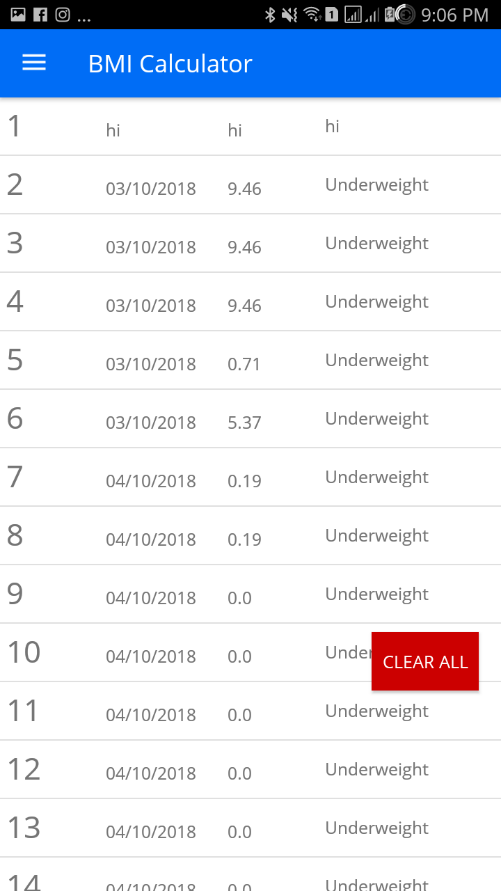 ... 1 9:06 PM
BMI Calculator
1 hi hi hi
2 03/10/2018 9.46 Underweight
3 03/10/2018 9.46 Underweight
4 03/10/2018 9.46 Underweight
5 03/10/2018 0.71 Underweight
6 03/10/2018 5.37 Underweight
7 04/10/2018 0.19 Underweight
8 04/10/2018 0.19 Underweight
9 04/10/2018 0.0 Underweight
10 04/10/2018 0.0 Under
CLEAR ALL
11 04/10/2018 0.0 Underweight
12 04/10/2018 0.0 Underweight
13 04/10/2018 0.0 Underweight
14 04/10/2018 0.0 Underweight